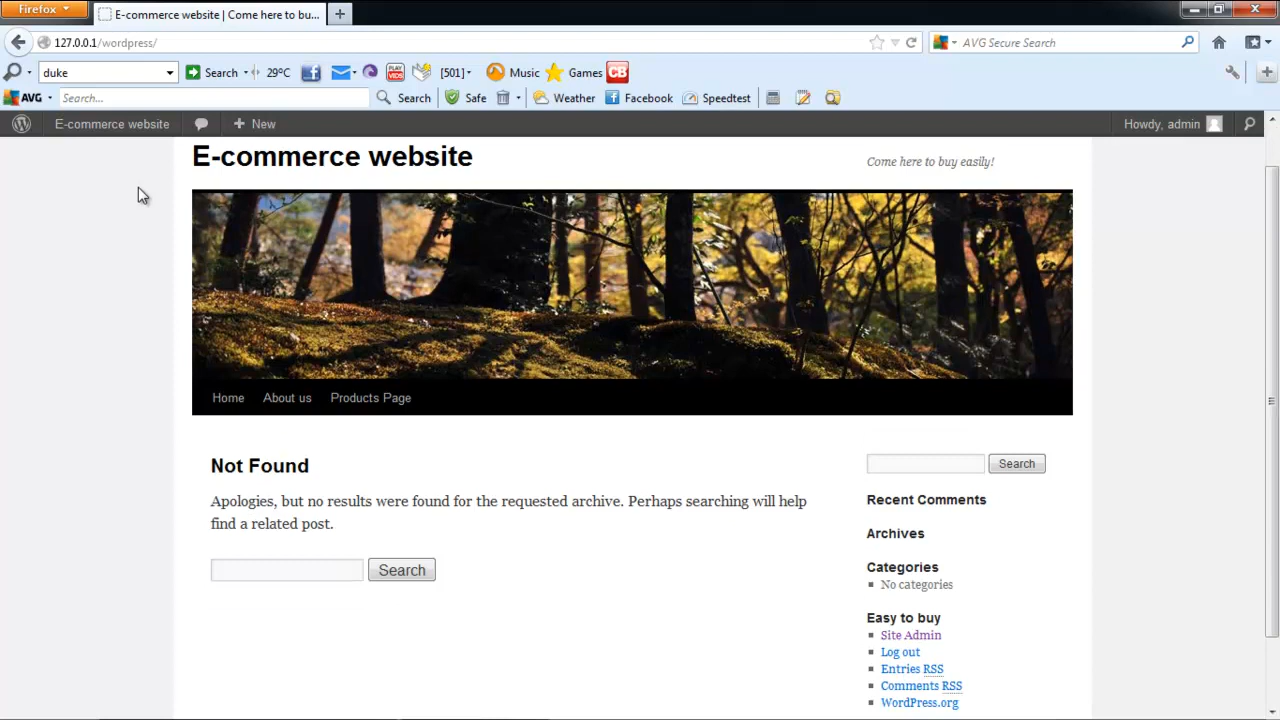 Firefox
E-commerce website | Come here to bu...
127.0.0.1/wordpress/
AVG Secure Search
duke
Search
29°C
PLAY VIDS
[501]
Music
Games
CB
AVG
Search...
Search
Safe
Weather
Facebook
Speedtest
E-commerce website
New
Howdy, admin
E-commerce website
Come here to buy easily!
Home
About us
Products Page
Not Found
Apologies, but no results were found for the requested archive. Perhaps searching will help
find a related post.
Search
Search
Recent Comments
Archives
Categories
No categories
Easy to buy
Site Admin
Log out
Entries RSS
Comments RSS
WordPress.org